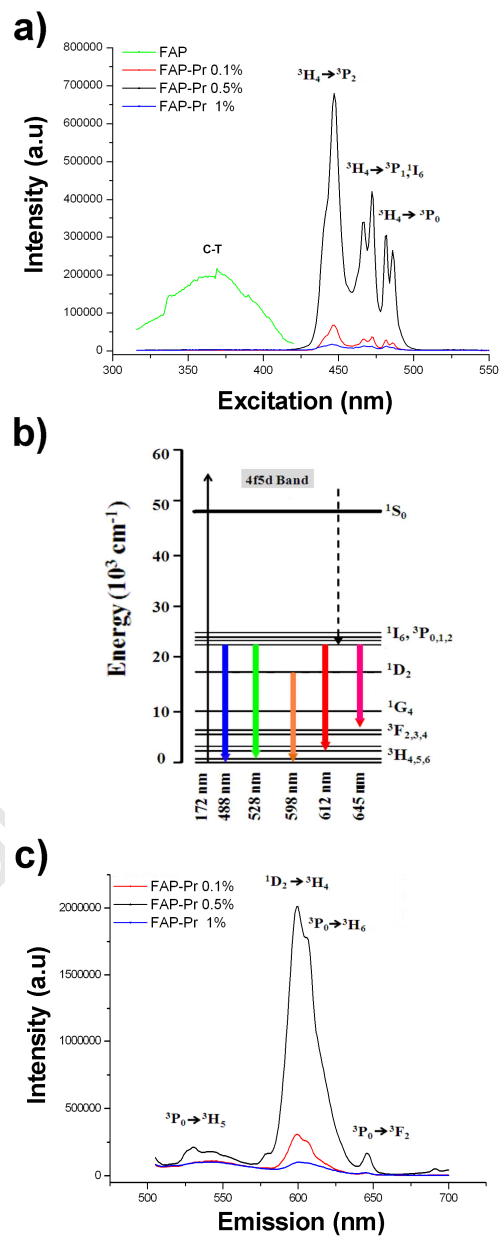 a)
FAP
FAP-Pr 0.1%
FAP-Pr 0.5%
FAP-Pr 1%
³H₄→³P₂
³H₄→³P₁,¹I₆
³H₄→³P₀
C-T
Intensity (a.u)
800000
700000
600000
500000
400000
300000
200000
100000
0
300 350 400 450 500 550
Excitation (nm)
b)
Energy (10³ cm⁻¹)
60
50
40
30
20
10
0
4f5d Band
¹S₀
¹I₆, ³P₀,₁,₂
¹D₂
¹G₄
³F₂,₃,₄
³H₄,₅,₆
172 nm
488 nm
528 nm
598 nm
612 nm
645 nm
c)
FAP-Pr 0.1%
FAP-Pr 0.5%
FAP-Pr 1%
¹D₂→³H₄
³P₀→³H₆
³P₀→³H₅
³P₀→³F₂
Intensity (a.u)
2000000
1500000
1000000
500000
0
500 550 600 650 700
Emission (nm)